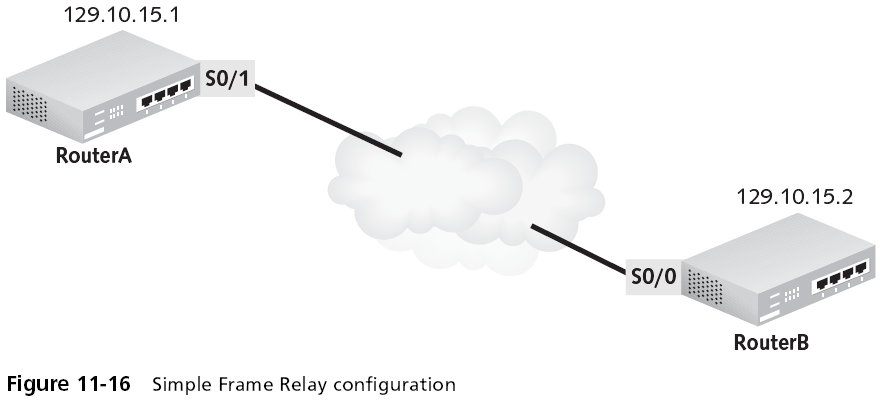 129.10.15.1
S0/1
RouterA
129.10.15.2
S0/0
RouterB
Figure 11-16 Simple Frame Relay configuration